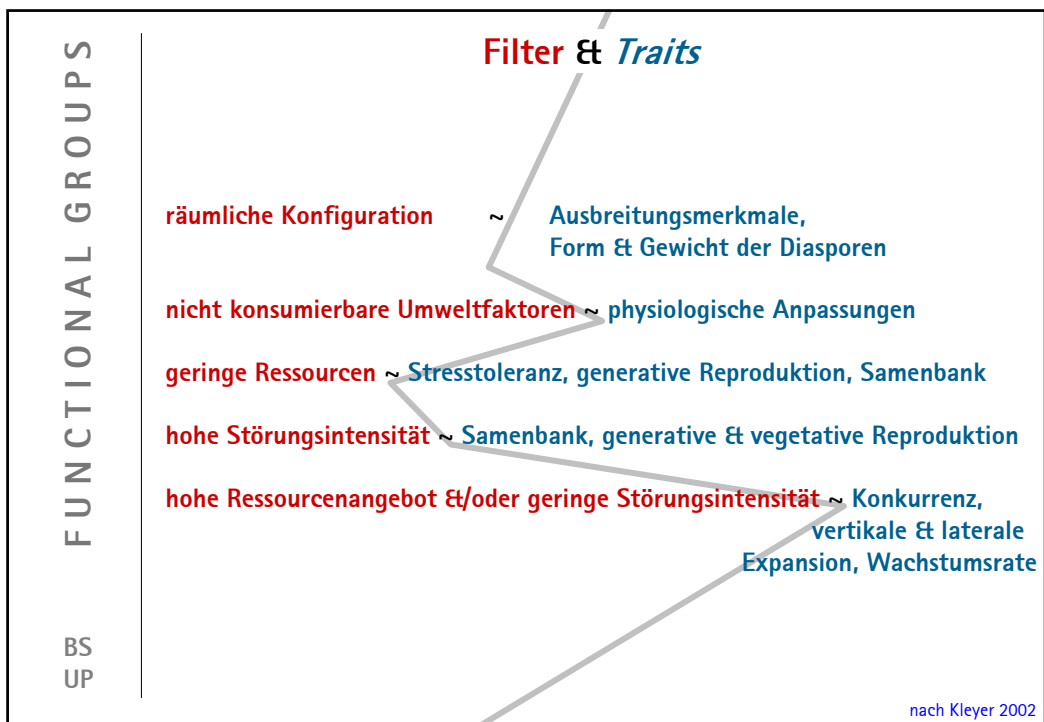 FUNCTIONAL GROUPS
BS
UP
Filter & Traits
räumliche Konfiguration ~ Ausbreitungsmerkmale,
Form & Gewicht der Diasporen
nicht konsumierbare Umweltfaktoren ~ physiologische Anpassungen
geringe Ressourcen ~ Stresstoleranz, generative Reproduktion, Samenbank
hohe Störungsintensität ~ Samenbank, generative & vegetative Reproduktion
hohe Ressourcenangebot &/oder geringe Störungsintensität ~ Konkurrenz,
vertikale & laterale
Expansion, Wachstumsrate
nach Kleyer 2002